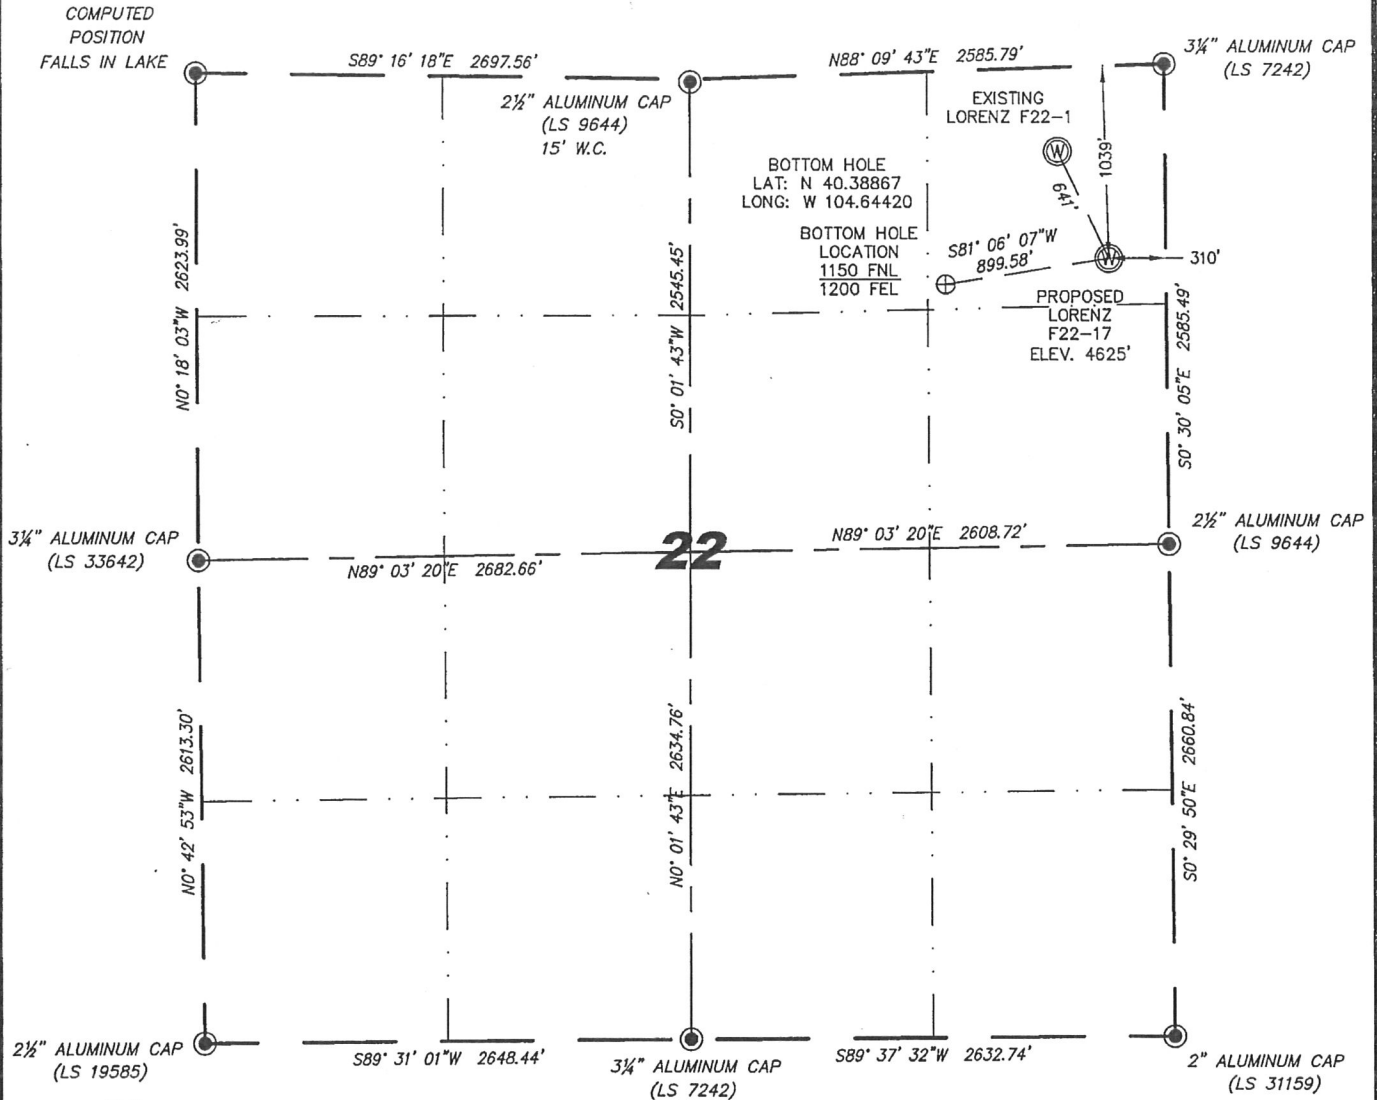 COMPUTED
POSITION
FALLS IN LAKE
S89° 16' 18"E 2697.56'
N88° 09' 43"E 2585.79'
3¼" ALUMINUM CAP
(LS 7242)
2½" ALUMINUM CAP
(LS 9644)
15' W.C.
EXISTING
LORENZ F22-1
W
1039'
641'
BOTTOM HOLE
LAT: N 40.38867
LONG: W 104.64420
BOTTOM HOLE
LOCATION
1150 FNL
1200 FEL
S81° 06' 07"W
899.58'
W
310'
PROPOSED
LORENZ
F22-17
ELEV. 4625'
N0° 18' 03"W 2623.99'
S0° 01' 43"W 2545.45'
S0° 30' 05"E 2585.49'
3¼" ALUMINUM CAP
(LS 33642)
N89° 03' 20"E 2682.66'
22
N89° 03' 20"E 2608.72'
2½" ALUMINUM CAP
(LS 9644)
N0° 42' 53"W 2613.30'
N0° 01' 43"E 2634.76'
S0° 29' 50"E 2660.84'
2½" ALUMINUM CAP
(LS 19585)
S89° 31' 01"W 2648.44'
3¼" ALUMINUM CAP
(LS 7242)
S89° 37' 32"W 2632.74'
2" ALUMINUM CAP
(LS 31159)